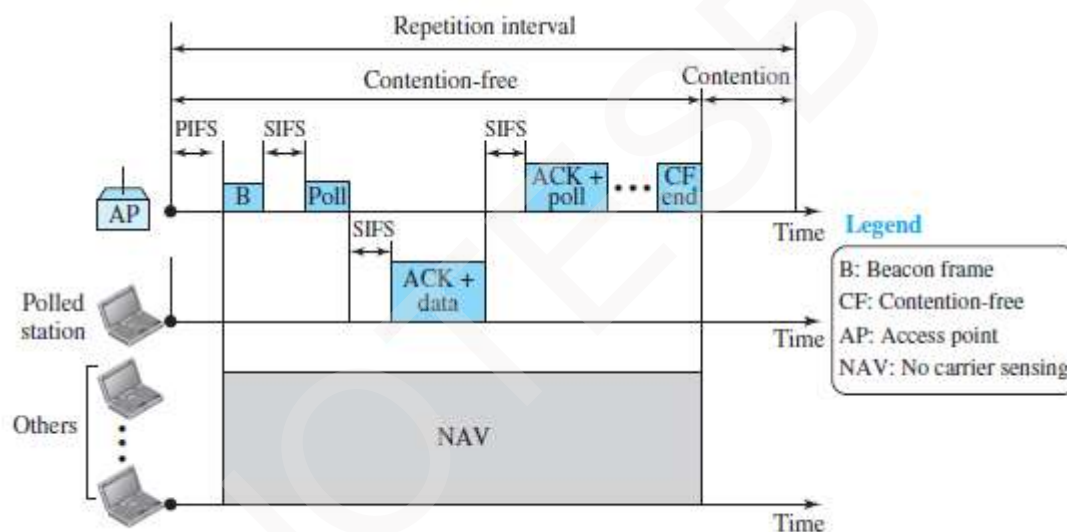 Repetition interval
Contention-free
Contention
PIFS
SIFS
SIFS
B
Poll
ACK +
poll
CF
end
AP
Time
SIFS
ACK +
data
Polled
station
Time
Others
NAV
Time
Legend
B: Beacon frame
CF: Contention-free
AP: Access point
NAV: No carrier sensing